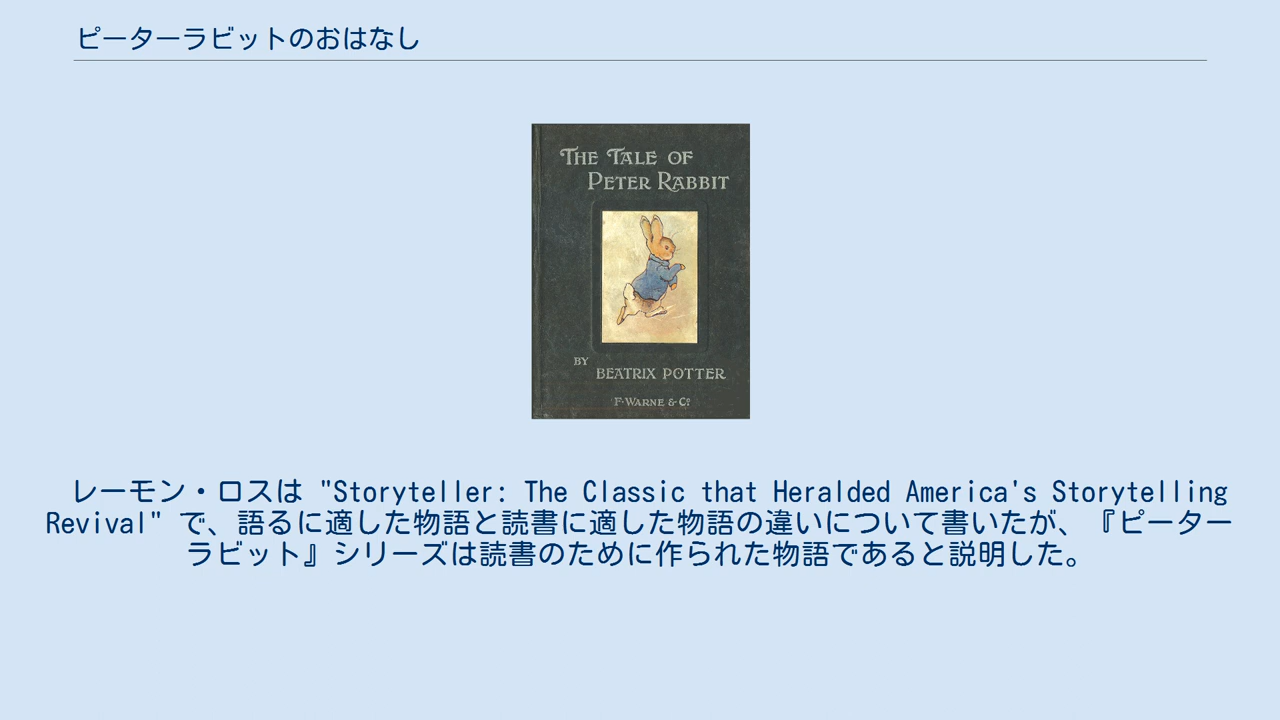 ピーターラビットのおはなし
THE TALE OF
PETER RABBIT
BY
BEATRIX POTTER
F. WARNE & Co.
レーモン・ロスは "Storyteller: The Classic that Heralded America's Storytelling
Revival" で、語るに適した物語と読書に適した物語の違いについて書いたが、『ピーター
ラビット』シリーズは読書のために作られた物語であると説明した。